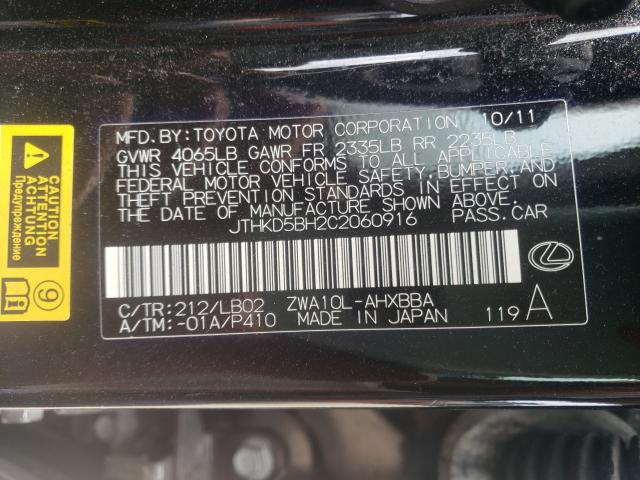 MFD.BY:TOYOTA MOTOR CORPORATION 10/11
GVWR 4065LB GAWR FR 2335LB RR 2235LB
THIS VEHICLE CONFORMS TO ALL APPLICABLE
FEDERAL MOTOR VEHICLE SAFETY,BUMPER,AND
THEFT PREVENTION STANDARDS IN EFFECT ON
THE DATE OF MANUFACTURE SHOWN ABOVE.
JTHKD5BH2C2060916 PASS.CAR
C/TR:212/LB02 ZWA10L-AHXBBA
A/TM:-01A/P410 MADE IN JAPAN 119 A
CAUTION
ATTENTION
ACHTUNG
9